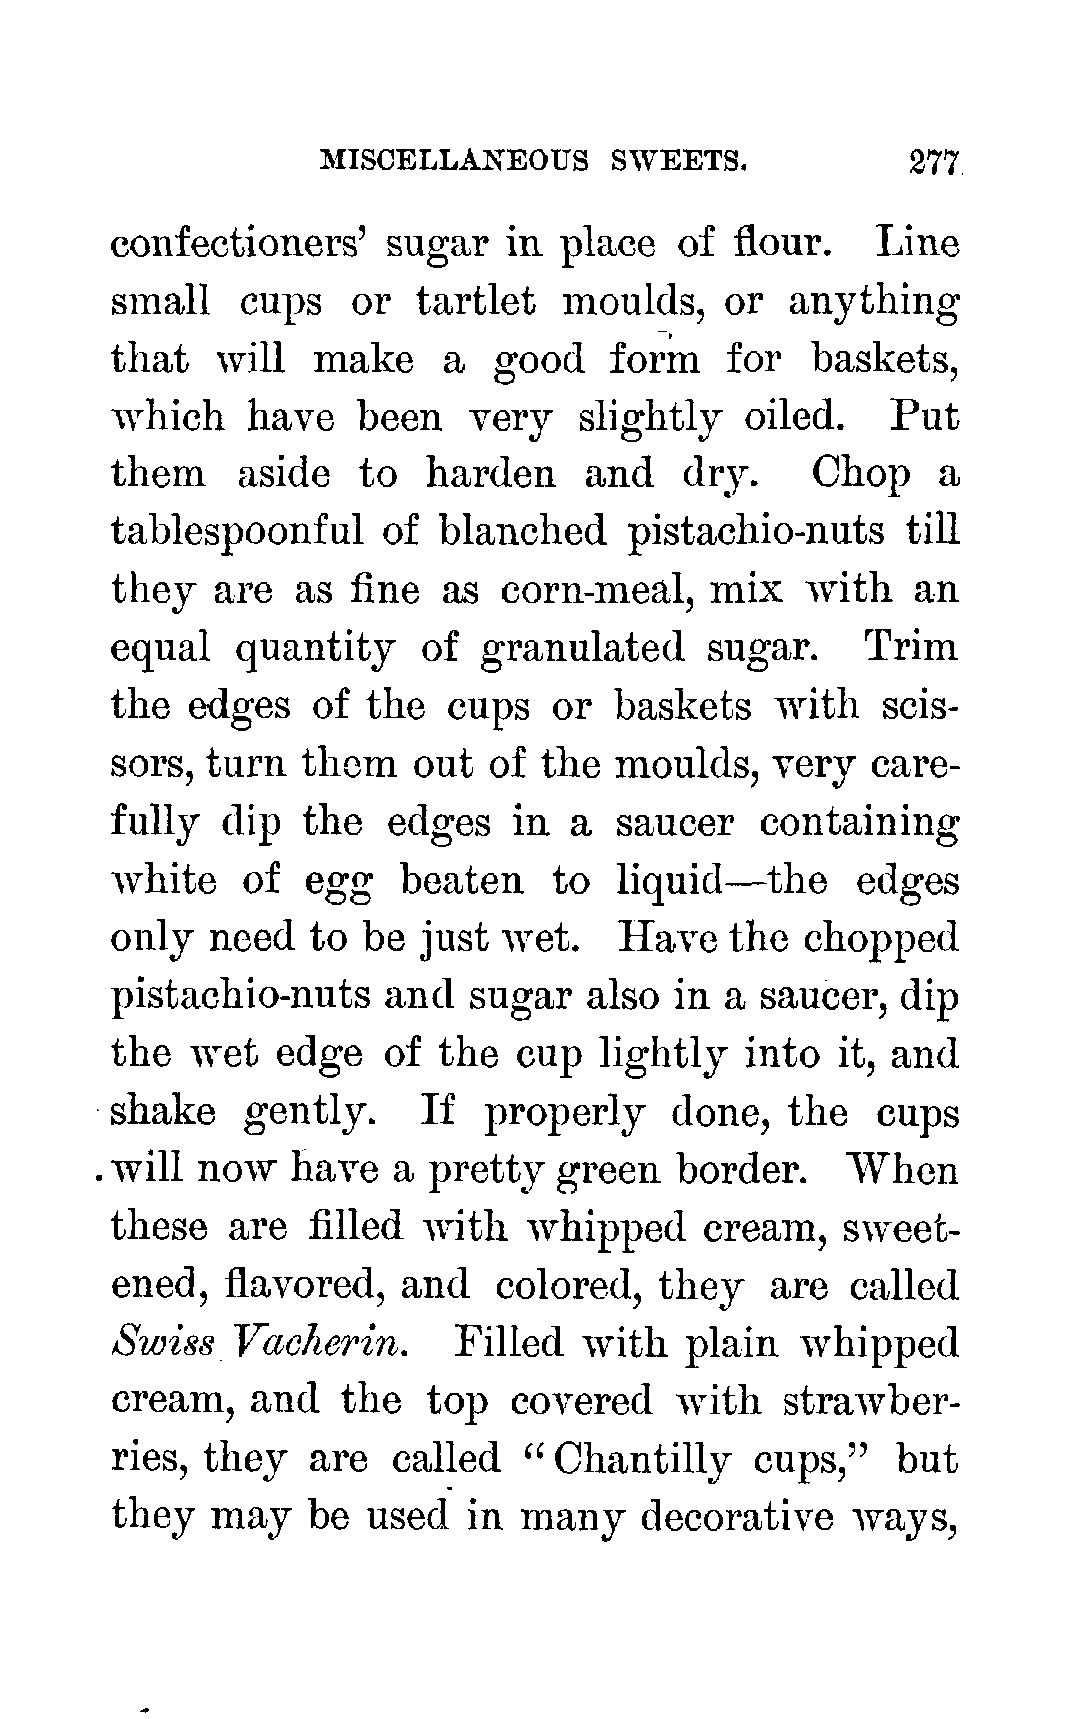 MISCELLANEOUS SWEETS. 277
confectioners' sugar in place of flour. Line
small cups or tartlet moulds, or anything
that will make a good form for baskets,
which have been very slightly oiled. Put
them aside to harden and dry. Chop a
tablespoonful of blanched pistachio-nuts till
they are as fine as corn-meal, mix with an
equal quantity of granulated sugar. Trim
the edges of the cups or baskets with scis-
sors, turn them out of the moulds, very care-
fully dip the edges in a saucer containing
white of egg beaten to liquid—the edges
only need to be just wet. Have the chopped
pistachio-nuts and sugar also in a saucer, dip
the wet edge of the cup lightly into it, and
shake gently. If properly done, the cups
will now have a pretty green border. When
these are filled with whipped cream, sweet-
ened, flavored, and colored, they are called
Swiss Vacherin. Filled with plain whipped
cream, and the top covered with strawber-
ries, they are called "Chantilly cups," but
they may be used in many decorative ways,